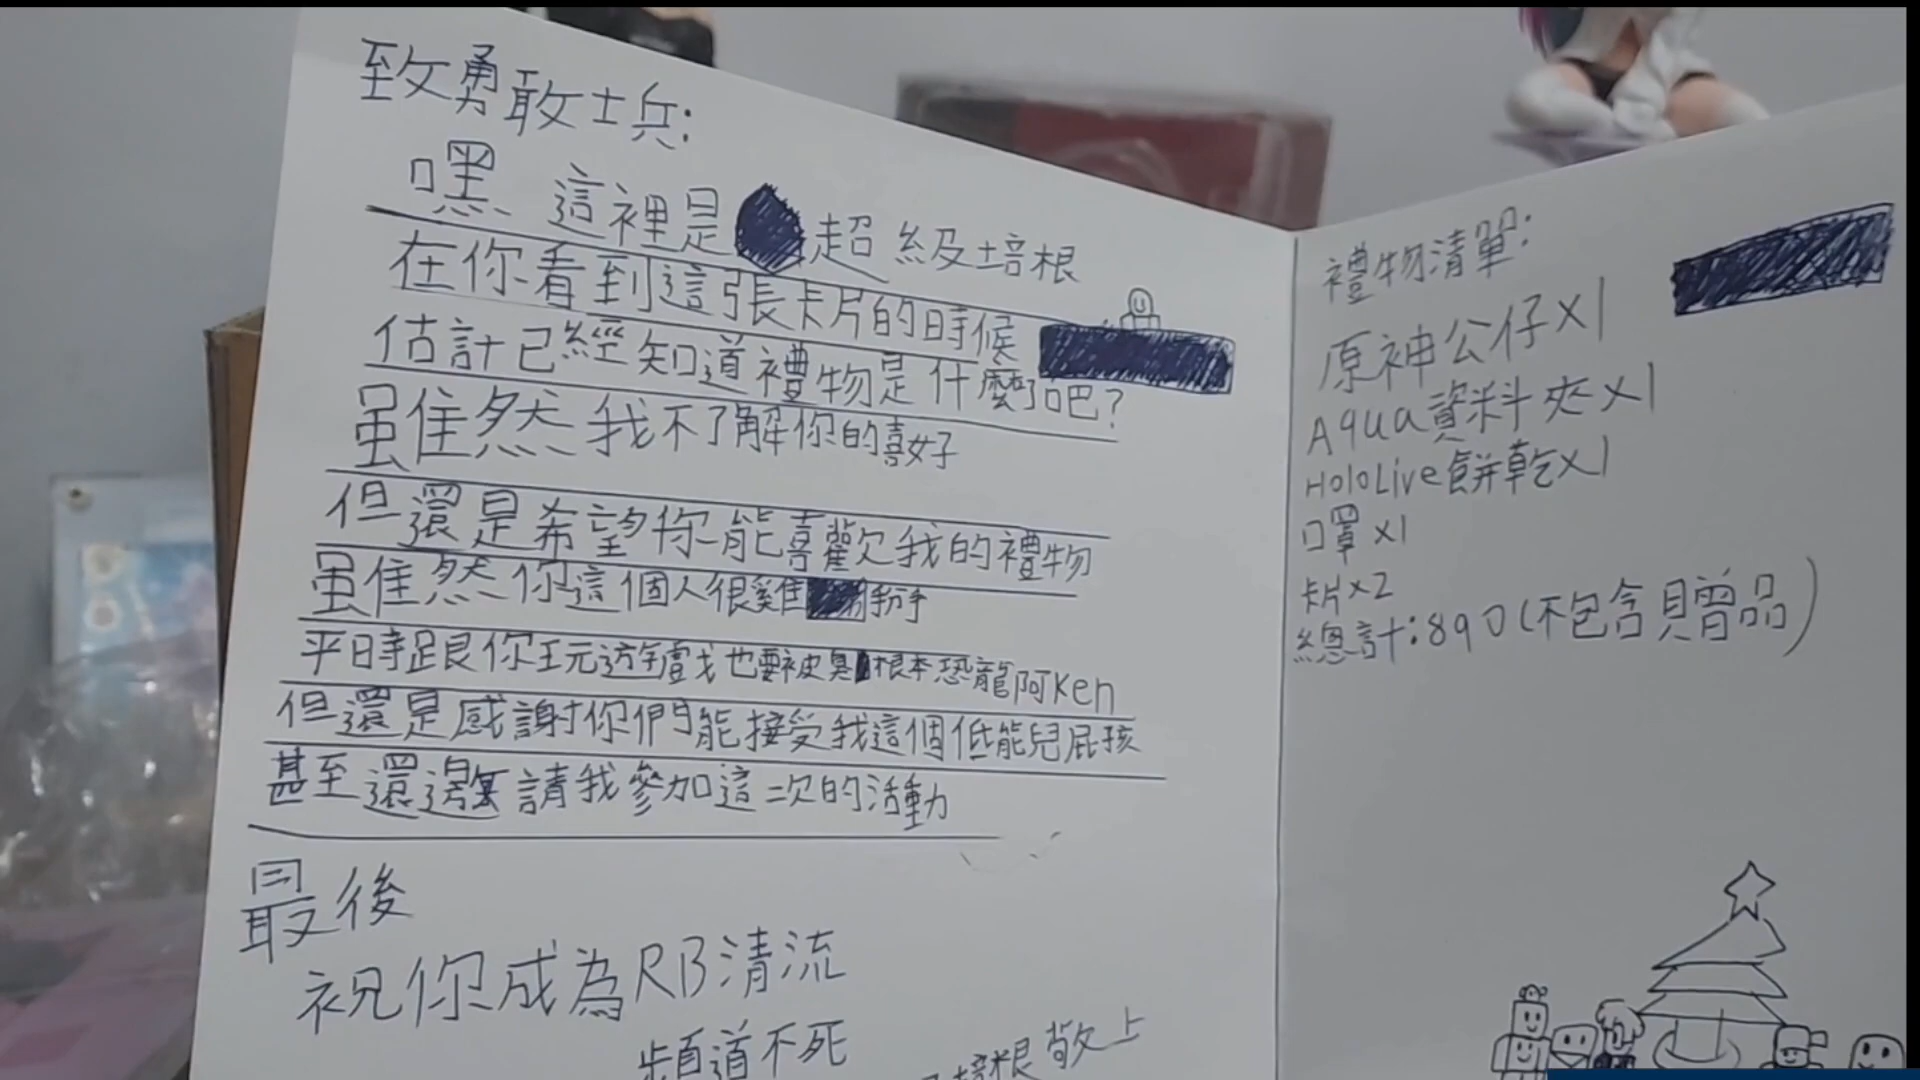 致勇敢士兵:
嘿 這裡是超級培根
在你看到這張卡片的時候
估計已經知道禮物是什麼了吧?
雖然我不了解你的喜好
但還是希望你能喜歡我的禮物
雖然你這個人很難
平時跟你玩遊戲也要被臭根本恐龍阿Ken
但還是感謝你們能接受我這個低能兒屁孩
甚至還邀請我參加這一次的活動
最後
祝你成為RB清流
頻道不死
培根敬上
禮物清單:
原神公仔x1
Aqua資料夾x1
HoloLive餅乾x1
口罩x1
卡片x2
總計:890(不包含贈品)